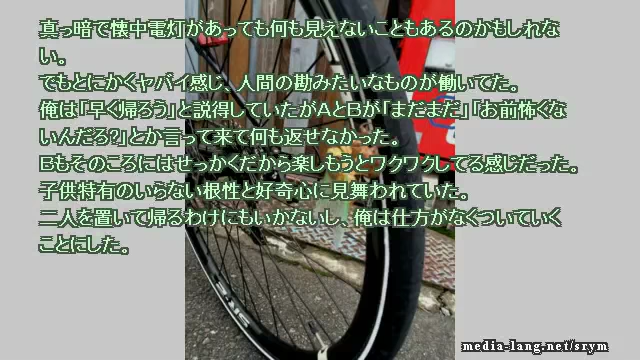 真っ暗で懐中電灯があっても何も見えないこともあるのかもしれな
い。
でもとにかくヤバイ感じ、人間の勘みたいなものが働いてた。
俺は「早く帰ろう」と説得していたがAとBが「まだまだ」「お前怖くな
いんだろ?」とか言って来て何も返せなかった。
Bもそのころにはせっかくだから楽しもうとワクワクしてる感じだった。
子供特有のいらない根性と好奇心に見舞われていた。
二人を置いて帰るわけにもいかないし、俺は仕方がなくついていく
ことにした。
media-lang.net/srym